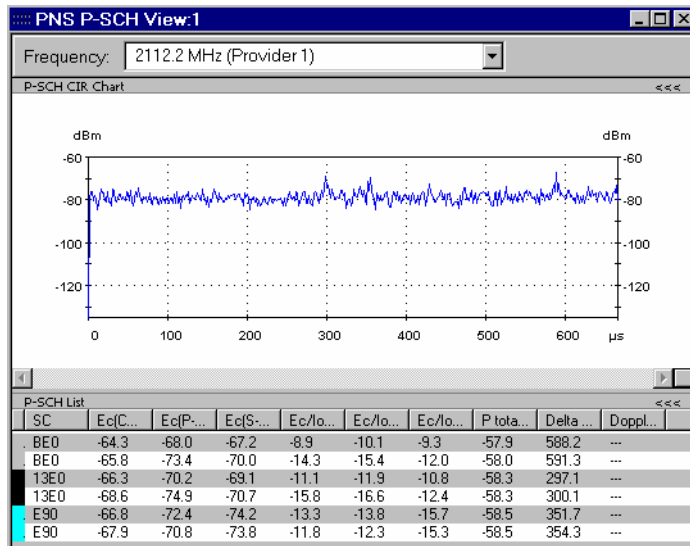 PNS P-SCH View:1
Frequency: 2112.2 MHz (Provider 1)
P-SCH CIR Chart <<<
dBm dBm
-60 -60
-80 -80
-100 -100
-120 -120
0 100 200 300 400 500 600 µs
P-SCH List <<<
SC Ec(C... Ec(P-... Ec(S-... Ec/Io... Ec/Io... Ec/Io... P tota... Delta ... Doppl...
BE0 -64.3 -68.0 -67.2 -8.9 -10.1 -9.3 -57.9 588.2 ---
BE0 -65.8 -73.4 -70.0 -14.3 -15.4 -12.0 -58.0 591.3 ---
13E0 -66.3 -70.2 -69.1 -11.1 -11.9 -10.8 -58.3 297.1 ---
13E0 -68.6 -74.9 -70.7 -15.8 -16.6 -12.4 -58.3 300.1 ---
E90 -66.8 -72.4 -74.2 -13.3 -13.8 -15.7 -58.5 351.7 ---
E90 -67.9 -70.8 -73.8 -11.8 -12.3 -15.3 -58.5 354.3 ---